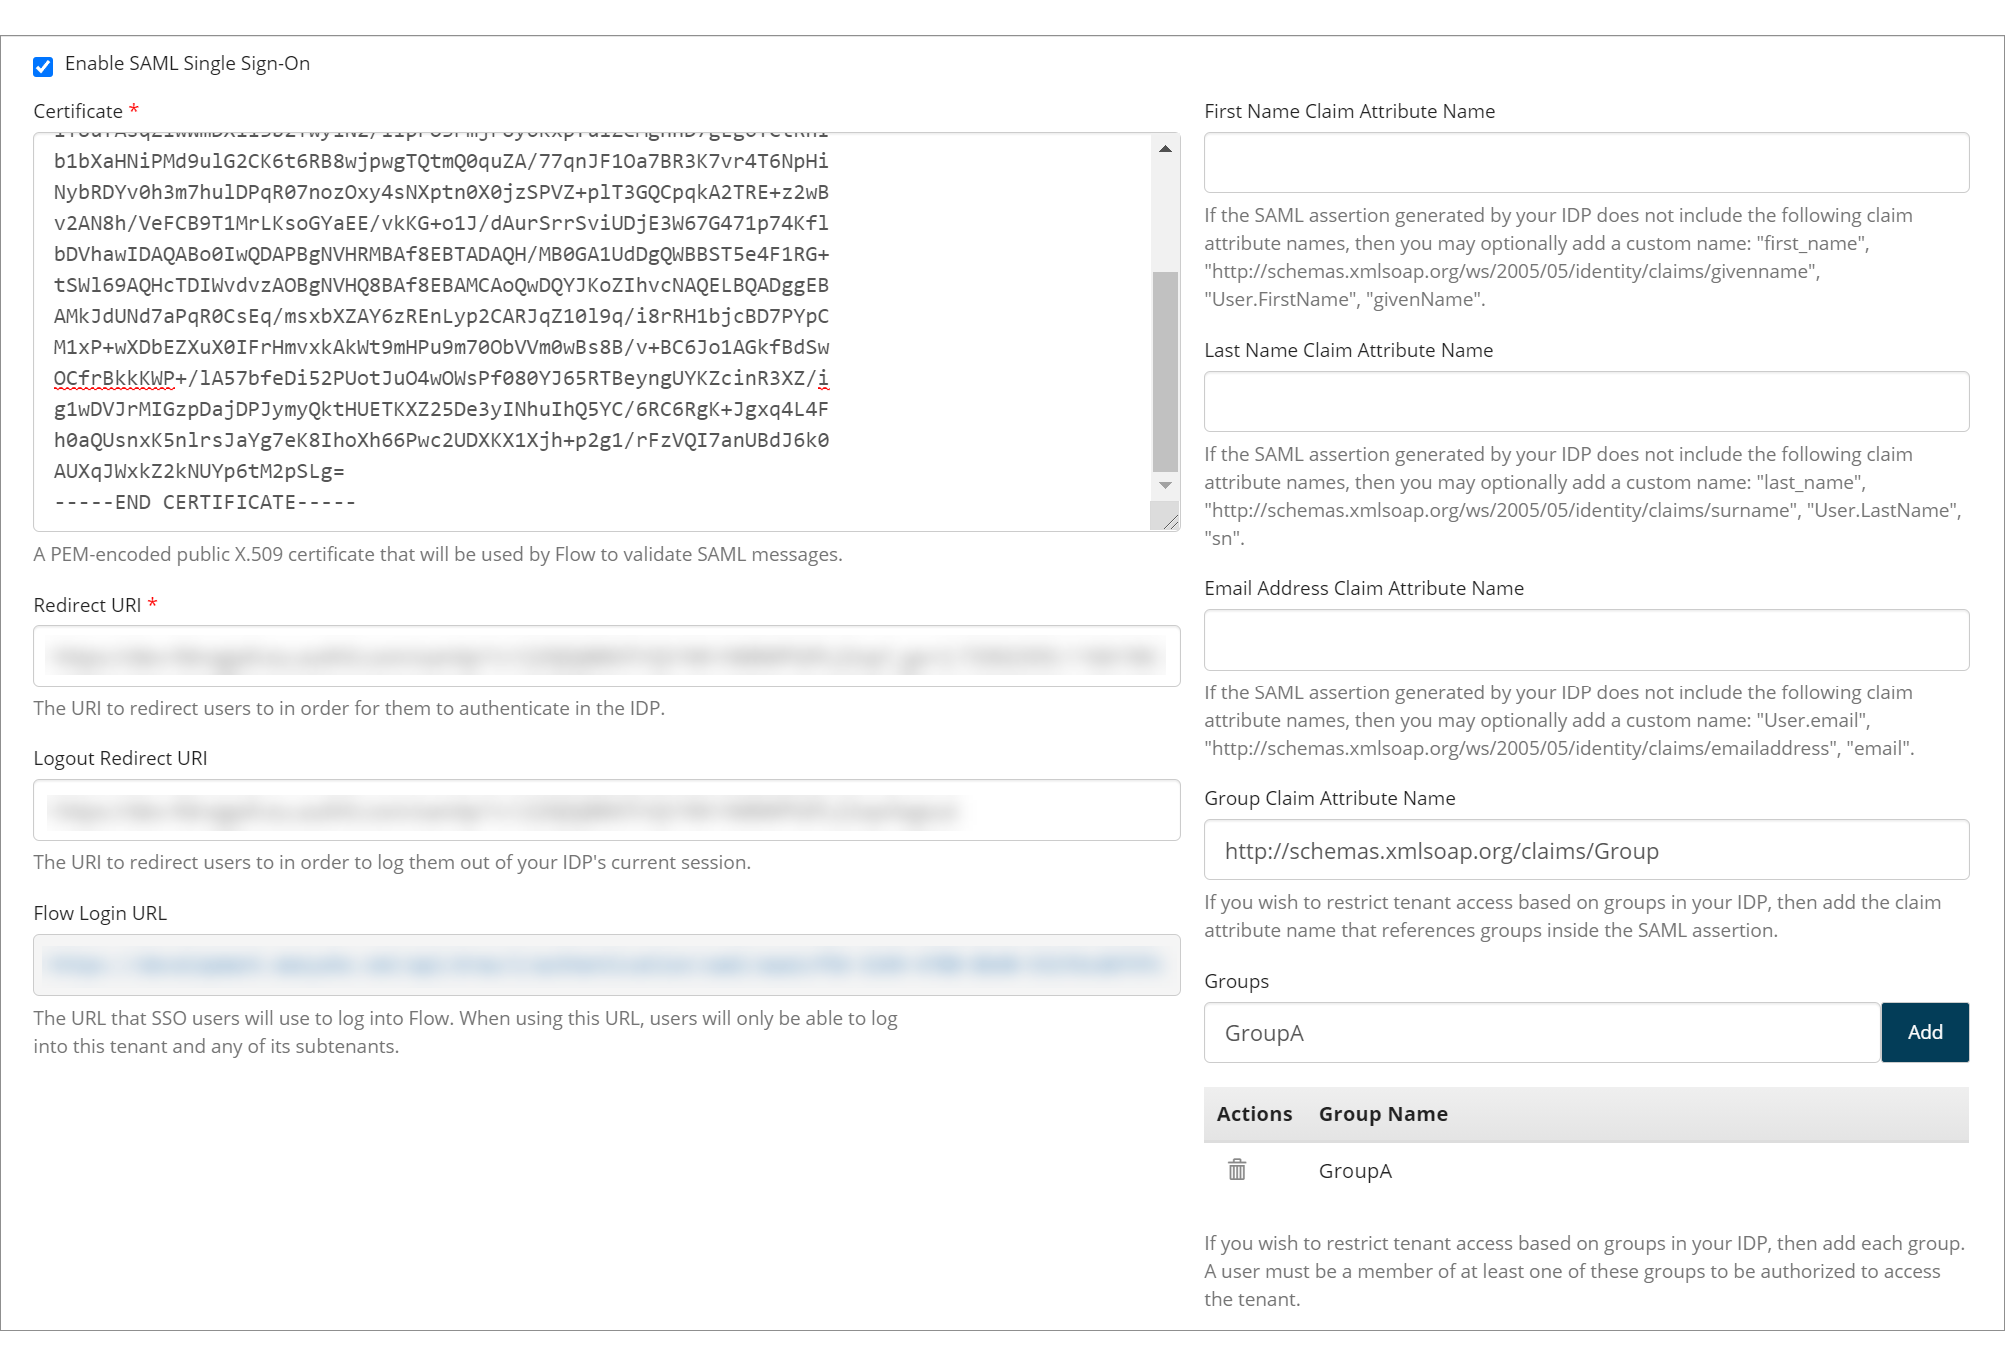 Enable SAML Single Sign-On
Certificate *
b1bXaHNiPMd9ulG2CK6t6RB8wjpwgTQtmQ0quZA/77qnJF1Oa7BR3K7vr4T6NpHi
NybRDYv0h3m7hulDPqR07nozOxy4sNXptn0X0jzSPVZ+plT3GQCpqkA2TRE+z2wB
v2AN8h/VeFCB9T1MrLKsoGYaEE/vkKG+o1J/dAurSrrSviUDjE3W67G471p74Kfl
bDVhawIDAQABo0IwQDAPBgNVHRMBAf8EBTADAQH/MB0GA1UdDgQWBBST5e4F1RG+
tSWl69AQHcTDIWvdvzAOBgNVHQ8BAf8EBAMCAoQwDQYJKoZIhvcNAQELBQADggEB
AMkJdUNd7aPqR0CsEq/msxbXZAY6zREnLyp2CARJqZ10l9q/i8rRH1bjcBD7PYpC
M1xP+wXDbEZXuX0IFrHmvxkAkWt9mHPu9m70ObVVm0wBs8B/v+BC6Jo1AGkfBdSw
OCfrBkkKWP+/lA57bfeDi52PUotJuO4wOWsPf080YJ65RTBeyngUYKZcinR3XZ/i
g1wDVJrMIGzpDajDPJymyQktHUETKXZ25De3yINhuIhQ5YC/6RC6RgK+Jgxq4L4F
h0aQUsnxK5nlrsJaYg7eK8IhoXh66Pwc2UDXKX1Xjh+p2g1/rFzVQI7anUBdJ6k0
AUXqJWxkZ2kNUYp6tM2pSLg=
-----END CERTIFICATE-----
A PEM-encoded public X.509 certificate that will be used by Flow to validate SAML messages.
Redirect URI *
The URI to redirect users to in order for them to authenticate in the IDP.
Logout Redirect URI
The URI to redirect users to in order to log them out of your IDP's current session.
Flow Login URL
The URL that SSO users will use to log into Flow. When using this URL, users will only be able to log
into this tenant and any of its subtenants.
First Name Claim Attribute Name
If the SAML assertion generated by your IDP does not include the following claim
attribute names, then you may optionally add a custom name: "first_name",
"http://schemas.xmlsoap.org/ws/2005/05/identity/claims/givenname",
"User.FirstName", "givenName".
Last Name Claim Attribute Name
If the SAML assertion generated by your IDP does not include the following claim
attribute names, then you may optionally add a custom name: "last_name",
"http://schemas.xmlsoap.org/ws/2005/05/identity/claims/surname", "User.LastName",
"sn".
Email Address Claim Attribute Name
If the SAML assertion generated by your IDP does not include the following claim
attribute names, then you may optionally add a custom name: "User.email",
"http://schemas.xmlsoap.org/ws/2005/05/identity/claims/emailaddress", "email".
Group Claim Attribute Name
http://schemas.xmlsoap.org/claims/Group
If you wish to restrict tenant access based on groups in your IDP, then add the claim
attribute name that references groups inside the SAML assertion.
Groups
GroupA
Add
Actions Group Name
GroupA
If you wish to restrict tenant access based on groups in your IDP, then add each group.
A user must be a member of at least one of these groups to be authorized to access
the tenant.